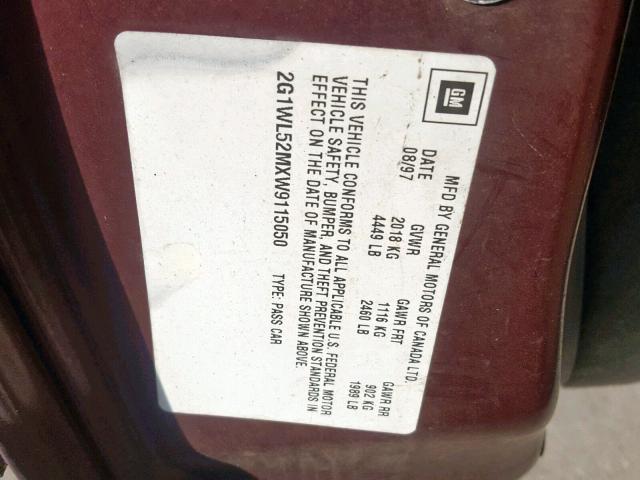 GM
MFD BY GENERAL MOTORS OF CANADA LTD.
DATE GVWR GAWR FRT GAWR RR
08/97 2018 KG 1116 KG 902 KG
4449 LB 2460 LB 1989 LB
THIS VEHICLE CONFORMS TO ALL APPLICABLE U.S. FEDERAL MOTOR
VEHICLE SAFETY, BUMPER, AND THEFT PREVENTION STANDARDS IN
EFFECT ON THE DATE OF MANUFACTURE SHOWN ABOVE.
2G1WL52MXW9115050 TYPE: PASS CAR